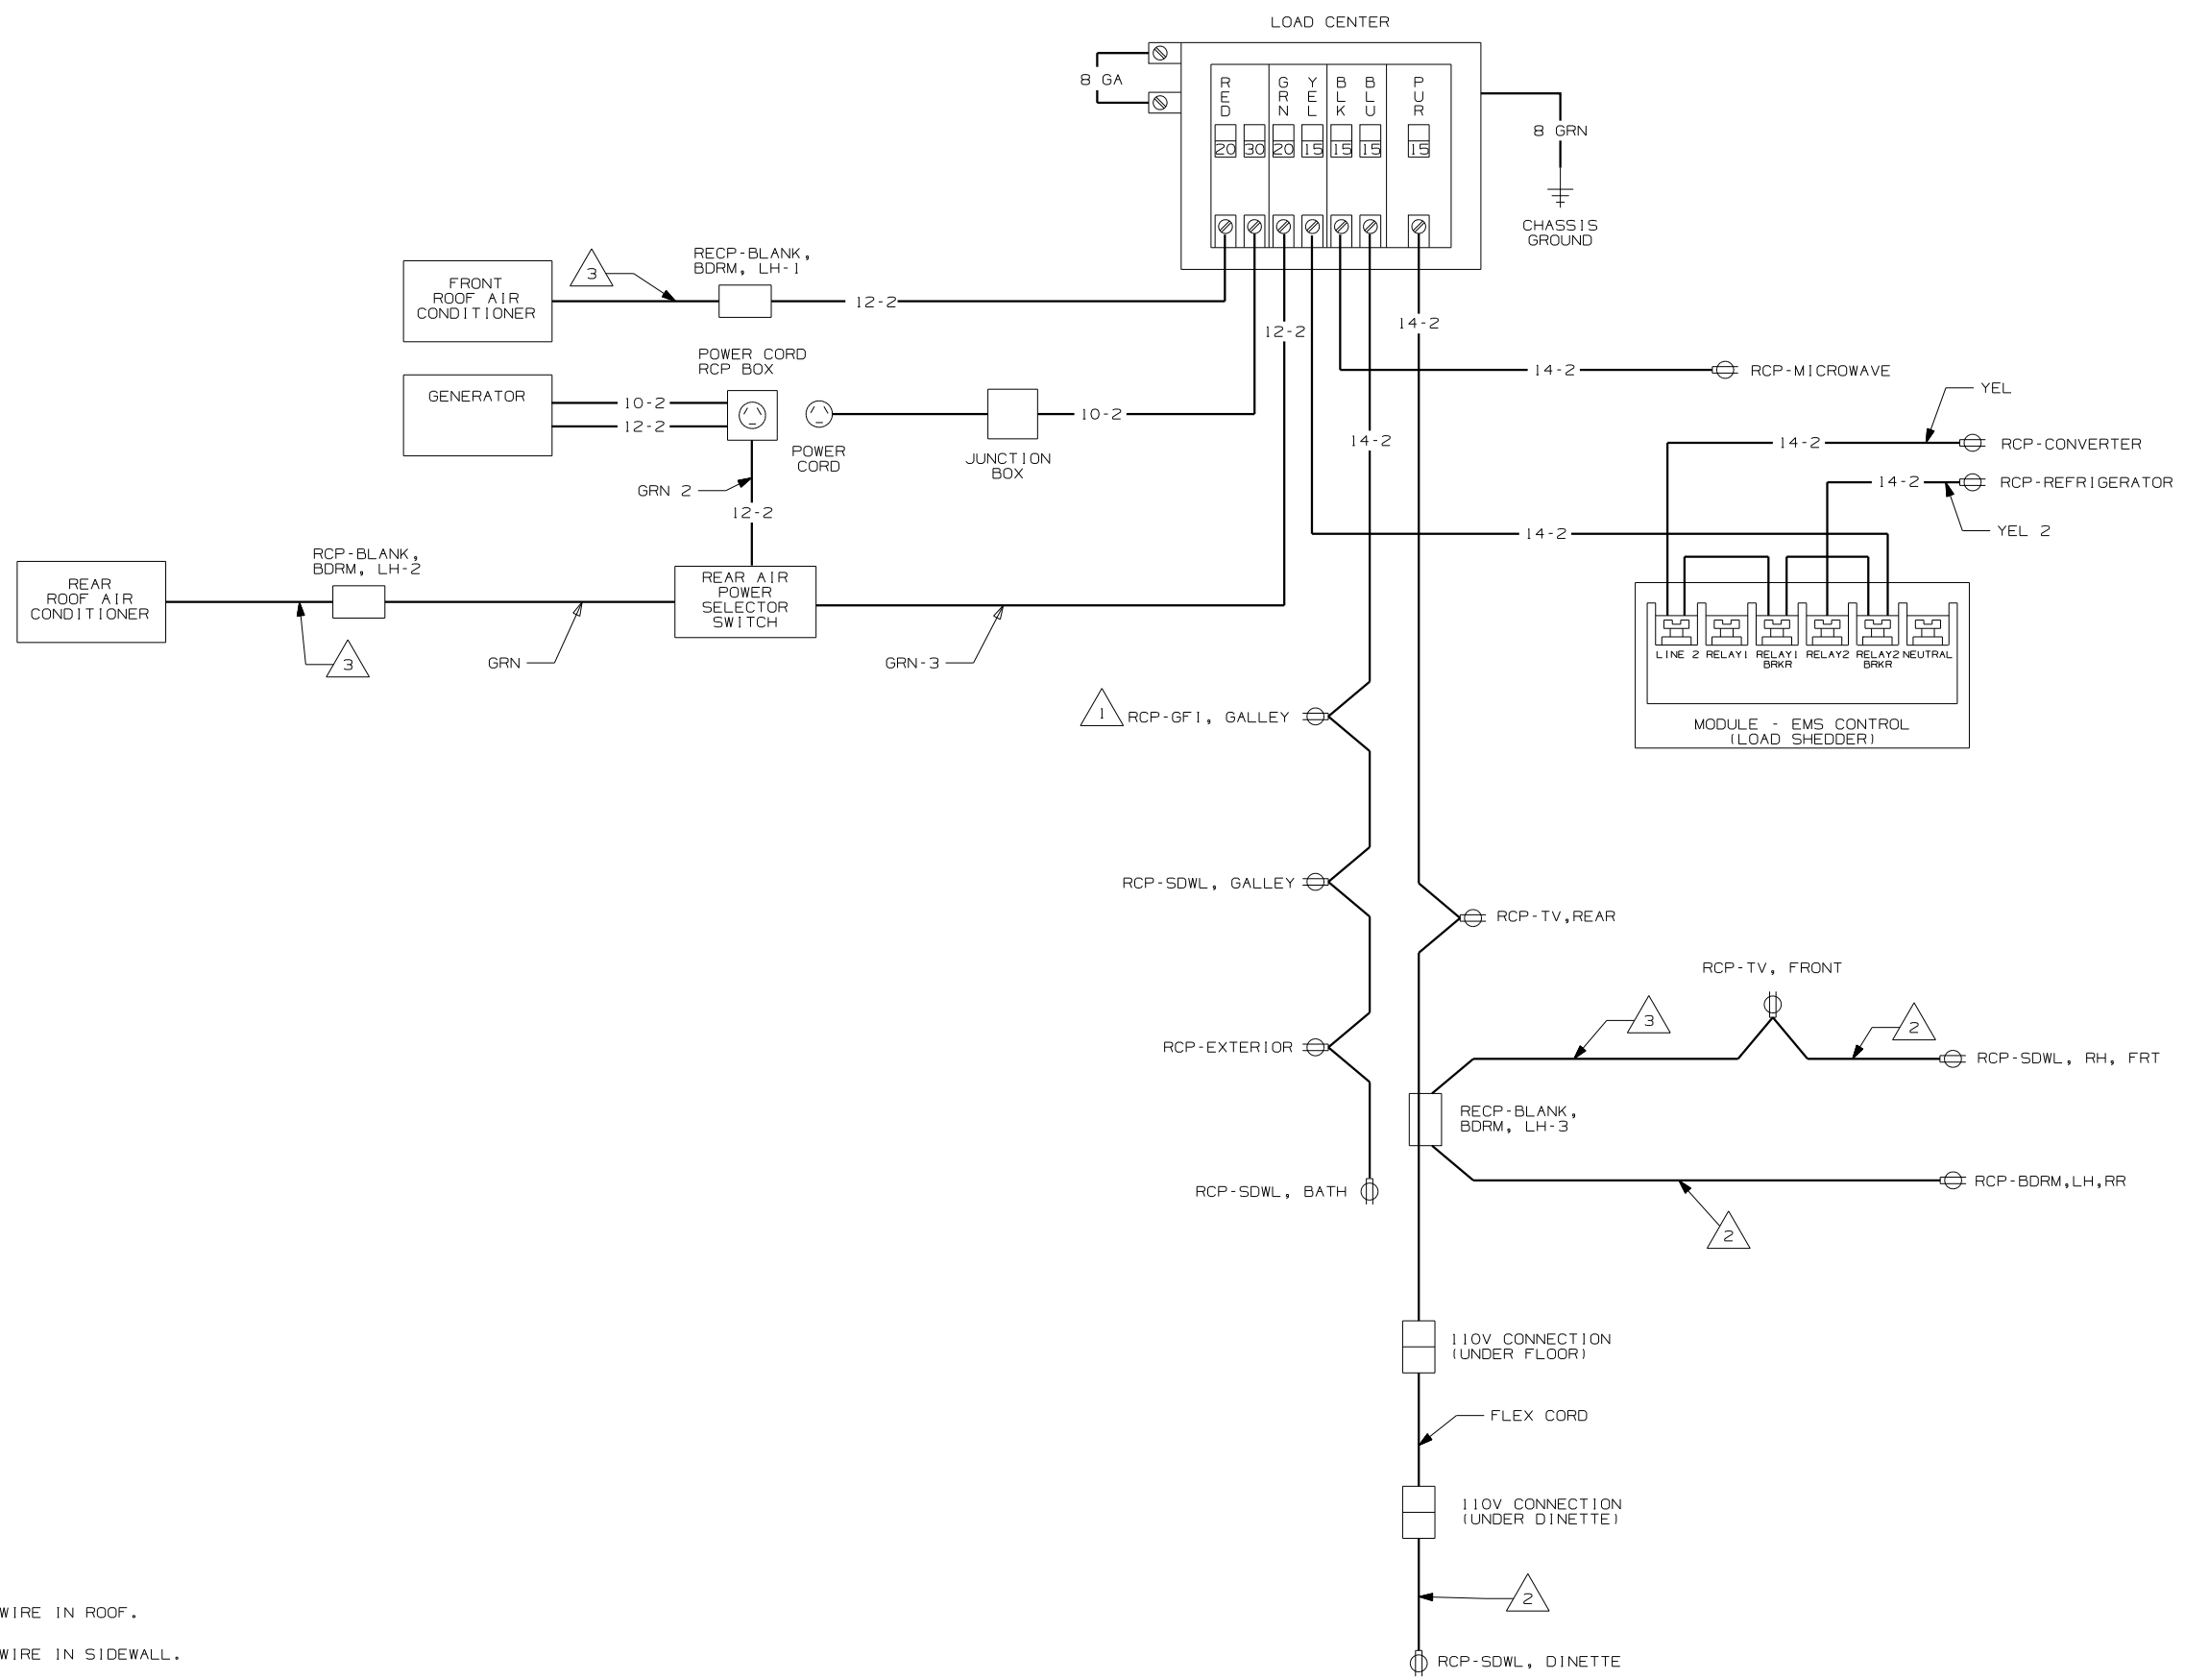 LOAD CENTER
8 GA
RED
GRN
YEL
BLK
BLU
PUR
20
30
20
15
15
15
15
8 GRN
CHASSIS
GROUND
FRONT
ROOF AIR
CONDITIONER
3
RECP-BLANK,
BDRM, LH-1
12-2
12-2
14-2
POWER CORD
RCP BOX
GENERATOR
10-2
12-2
POWER
CORD
JUNCTION
BOX
10-2
14-2
RCP-MICROWAVE
YEL
14-2
14-2
RCP-CONVERTER
14-2
RCP-REFRIGERATOR
YEL 2
14-2
GRN 2
12-2
REAR
ROOF AIR
CONDITIONER
RCP-BLANK,
BDRM, LH-2
3
GRN
REAR AIR
POWER
SELECTOR
SWITCH
GRN-3
LINE 2
RELAY1
RELAY1
BRKR
RELAY2
RELAY2
BRKR
NEUTRAL
MODULE - EMS CONTROL
(LOAD SHEDDER)
1
RCP-GFI, GALLEY
RCP-SDWL, GALLEY
RCP-TV,REAR
RCP-TV, FRONT
3
2
RCP-EXTERIOR
RCP-SDWL, RH, FRT
RECP-BLANK,
BDRM, LH-3
RCP-SDWL, BATH
RCP-BDRM,LH,RR
2
110V CONNECTION
(UNDER FLOOR)
FLEX CORD
110V CONNECTION
(UNDER DINETTE)
2
RCP-SDWL, DINETTE
WIRE IN ROOF.
WIRE IN SIDEWALL.